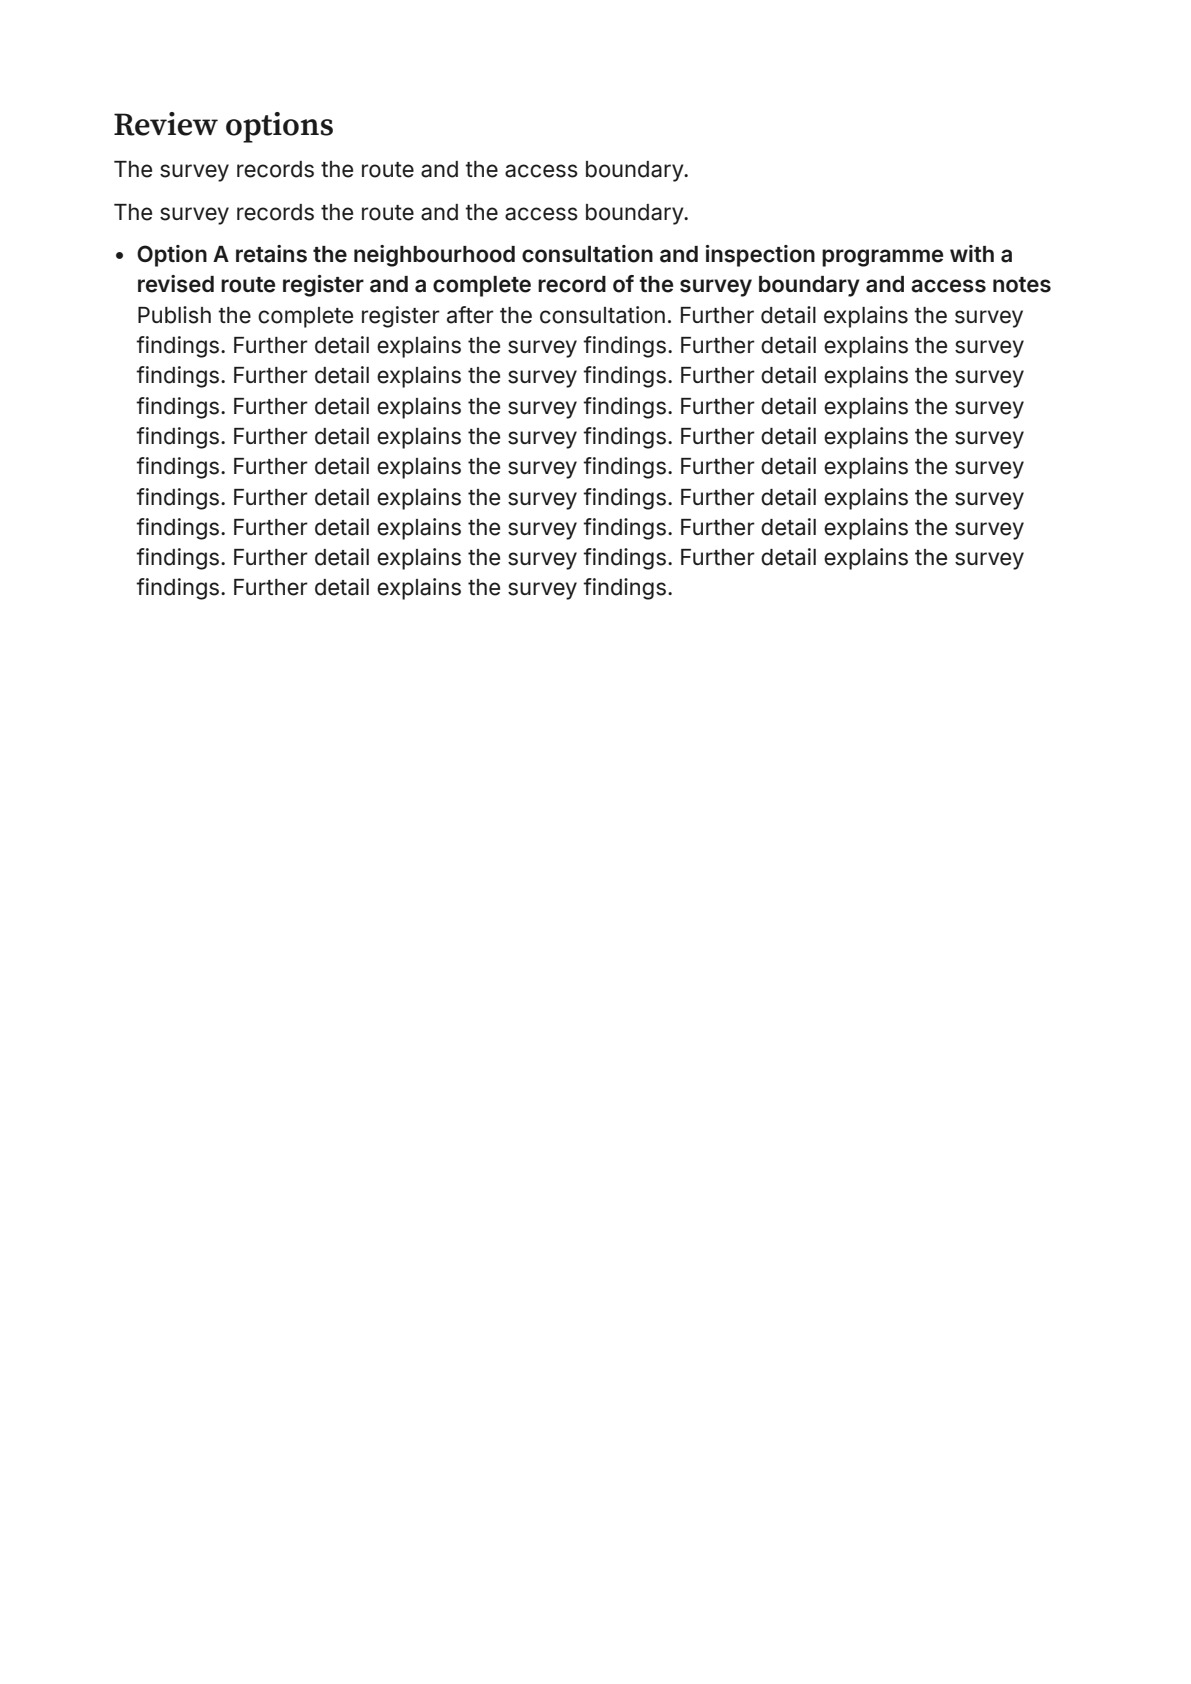 Review options
The survey records the route and the access boundary.
The survey records the route and the access boundary.
• Option A retains the neighbourhood consultation and inspection programme with a
revised route register and a complete record of the survey boundary and access notes
Publish the complete register after the consultation. Further detail explains the survey
findings. Further detail explains the survey findings. Further detail explains the survey
findings. Further detail explains the survey findings. Further detail explains the survey
findings. Further detail explains the survey findings. Further detail explains the survey
findings. Further detail explains the survey findings. Further detail explains the survey
findings. Further detail explains the survey findings. Further detail explains the survey
findings. Further detail explains the survey findings. Further detail explains the survey
findings. Further detail explains the survey findings. Further detail explains the survey
findings. Further detail explains the survey findings. Further detail explains the survey
findings. Further detail explains the survey findings.